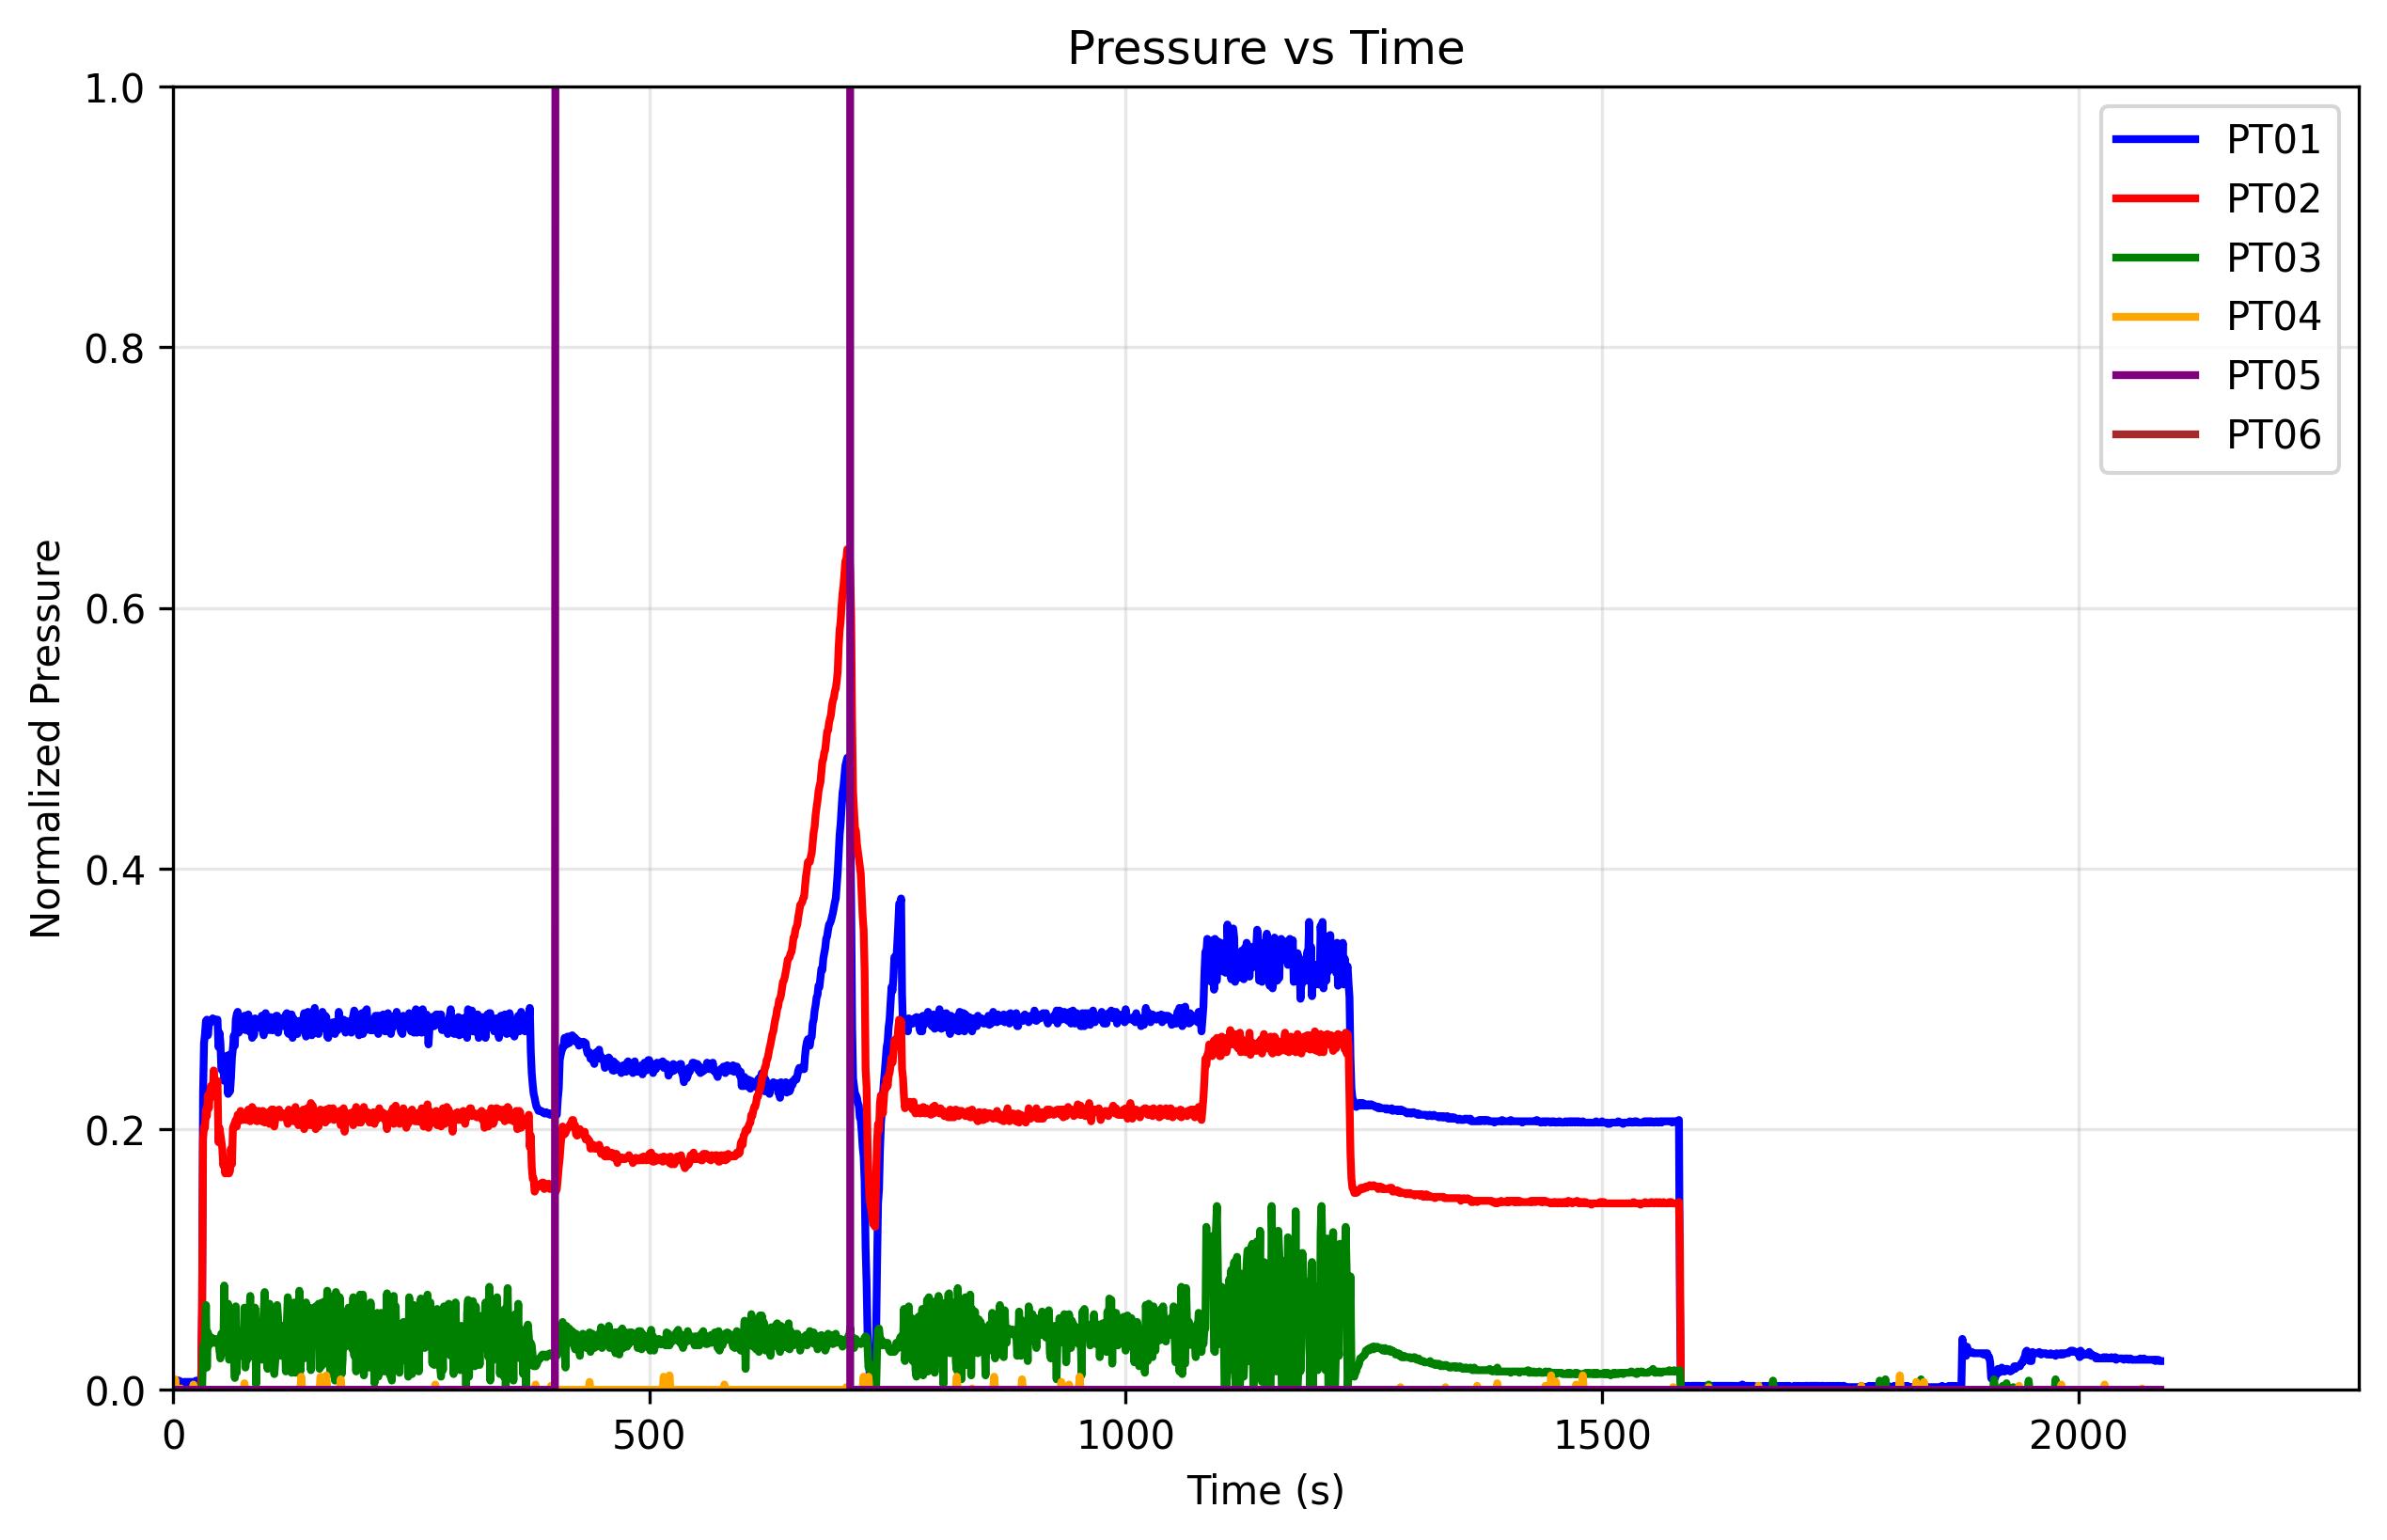 Pressure vs Time
1.0
0.8
0.6
0.4
0.2
0.0
Normalized Pressure
0
500
1000
1500
2000
Time (s)
PT01
PT02
PT03
PT04
PT05
PT06